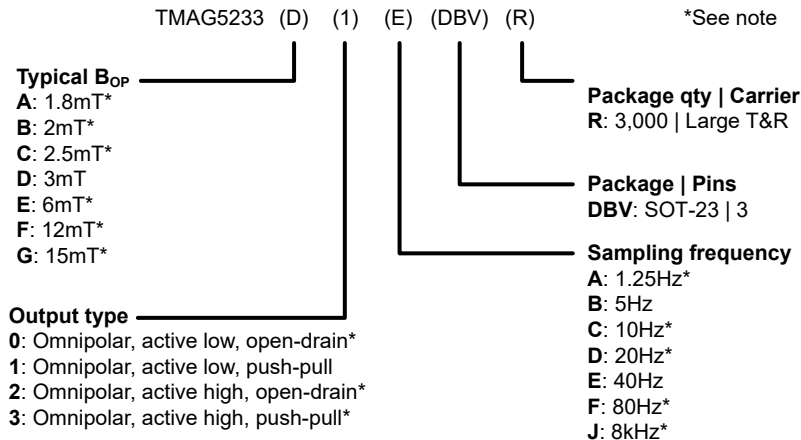 TMAG5233 (D) (1) (E) (DBV) (R) *See note
Typical BOP
A: 1.8mT*
B: 2mT*
C: 2.5mT*
D: 3mT
E: 6mT*
F: 12mT*
G: 15mT*
Output type
0: Omnipolar, active low, open-drain*
1: Omnipolar, active low, push-pull
2: Omnipolar, active high, open-drain*
3: Omnipolar, active high, push-pull*
Package qty | Carrier
R: 3,000 | Large T&R
Package | Pins
DBV: SOT-23 | 3
Sampling frequency
A: 1.25Hz*
B: 5Hz
C: 10Hz*
D: 20Hz*
E: 40Hz
F: 80Hz*
J: 8kHz*